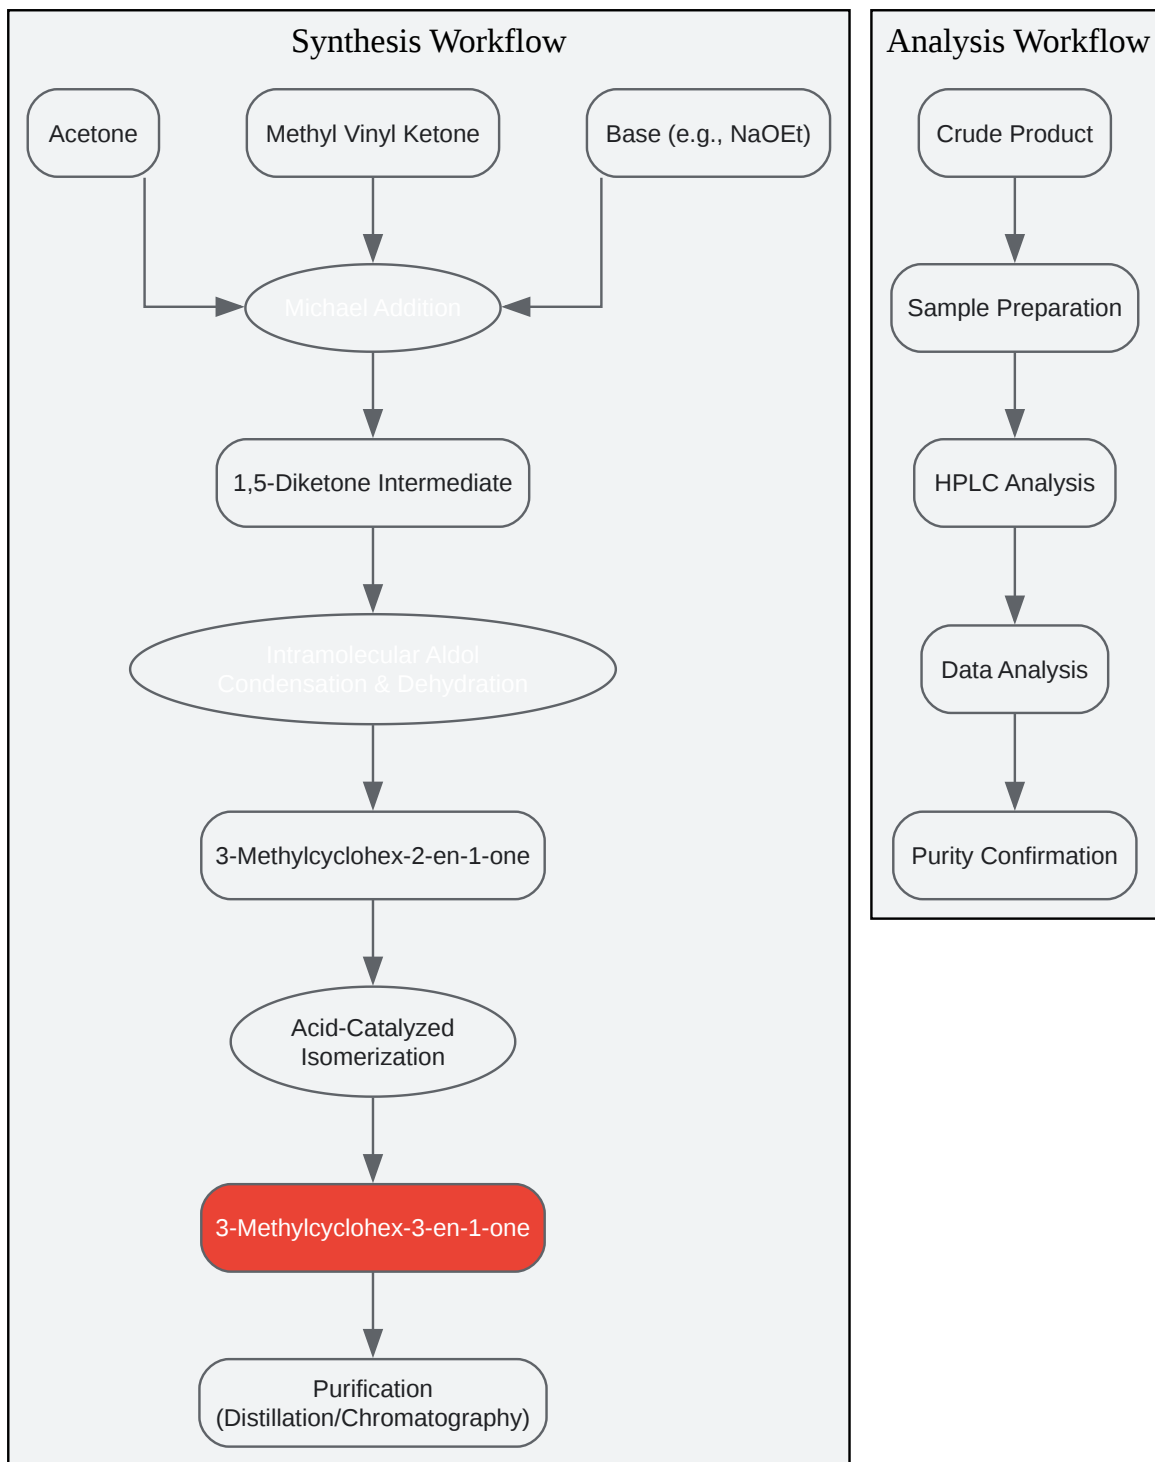 Synthesis Workflow
Acetone
Methyl Vinyl Ketone
Base (e.g., NaOEt)
Michael Addition
1,5-Diketone Intermediate
Intramolecular Aldol
Condensation & Dehydration
3-Methylcyclohex-2-en-1-one
Acid-Catalyzed
Isomerization
3-Methylcyclohex-3-en-1-one
Purification
(Distillation/Chromatography)
Analysis Workflow
Crude Product
Sample Preparation
HPLC Analysis
Data Analysis
Purity Confirmation